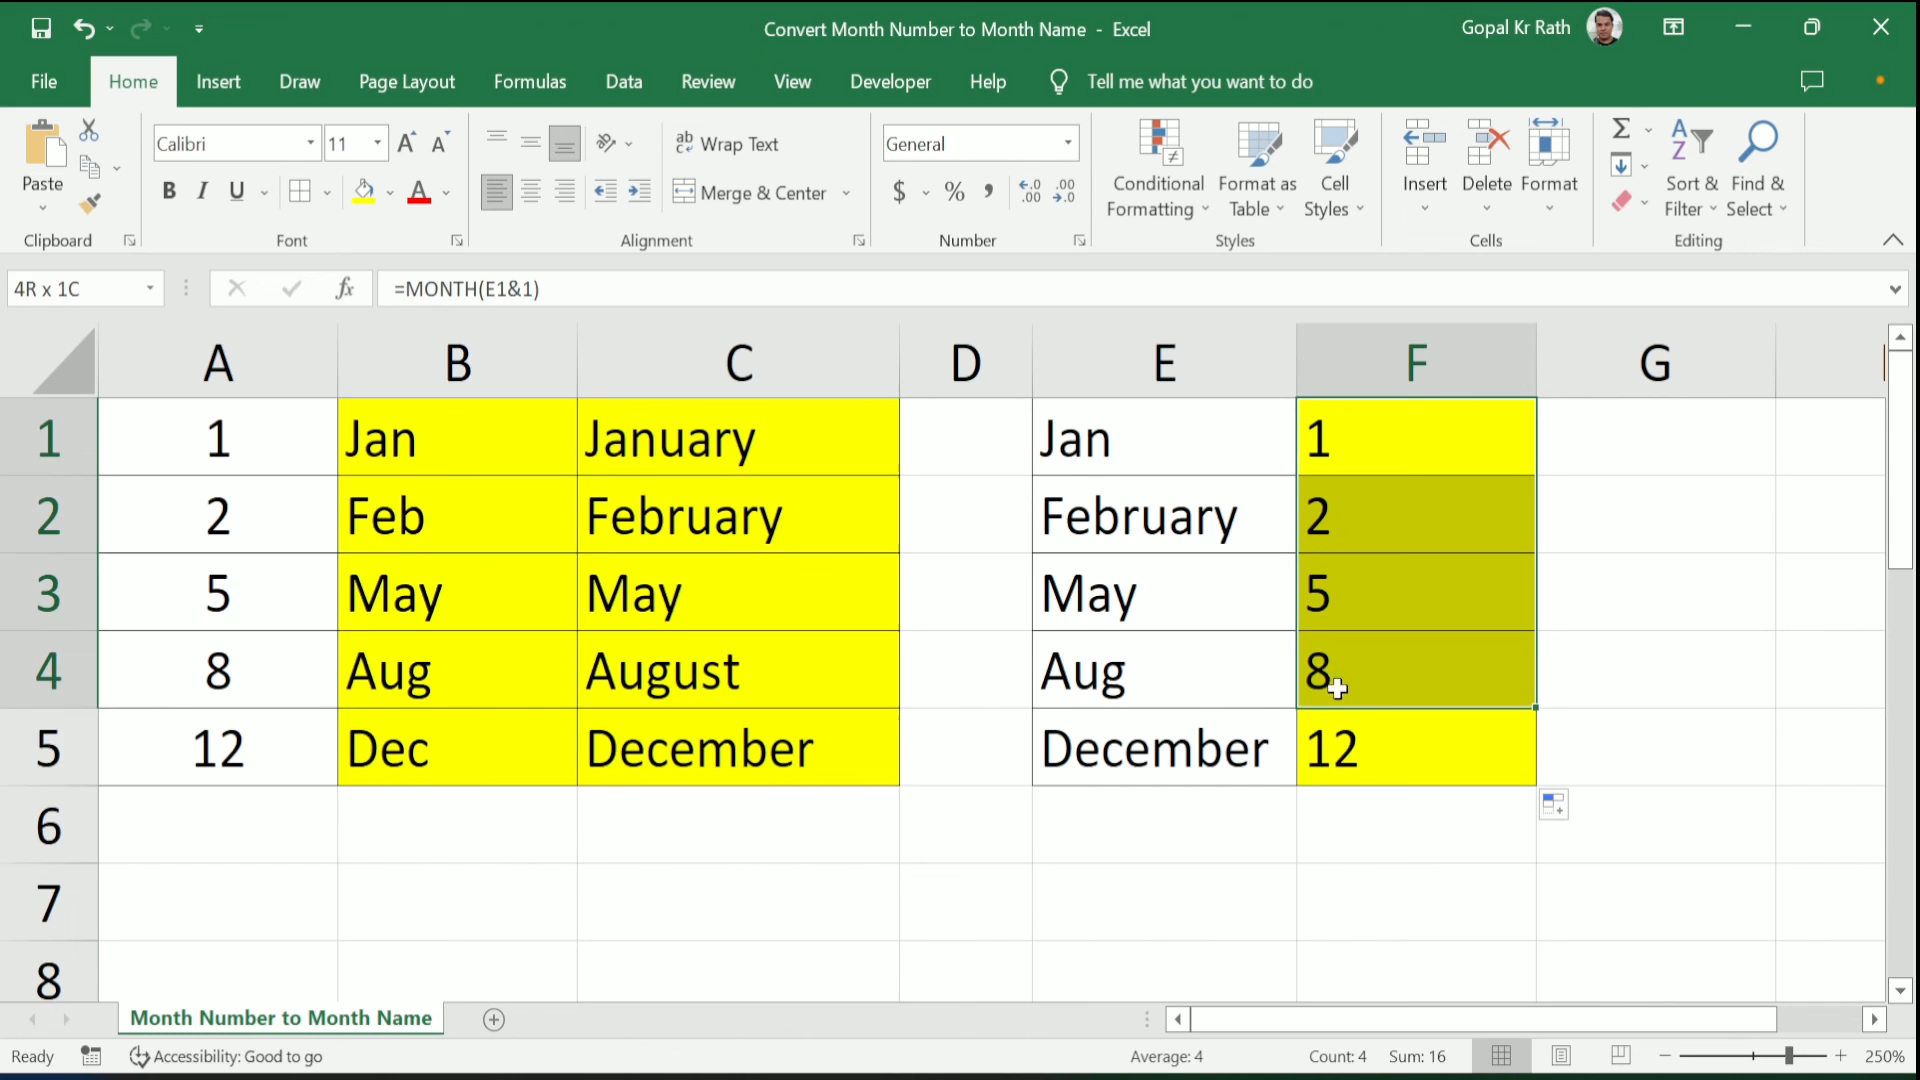 Convert Month Number to Month Name - Excel
Gopal Kr Rath
File Home Insert Draw Page Layout Formulas Data Review View Developer Help Tell me what you want to do
Paste
Clipboard
Calibri 11
B I U
Font
Wrap Text
Merge & Center
Alignment
General
$ % , .00 .00
Number
Conditional Formatting
Format as Table
Cell Styles
Styles
Insert Delete Format
Cells
Sort & Filter
Find & Select
Editing
4R x 1C fx =MONTH(E1&1)
A B C D E F G
1 1 Jan January Jan 1
2 2 Feb February February 2
3 5 May May May 5
4 8 Aug August Aug 8
5 12 Dec December December 12
6
7
8
Month Number to Month Name
Ready Accessibility: Good to go Average: 4 Count: 4 Sum: 16 250%